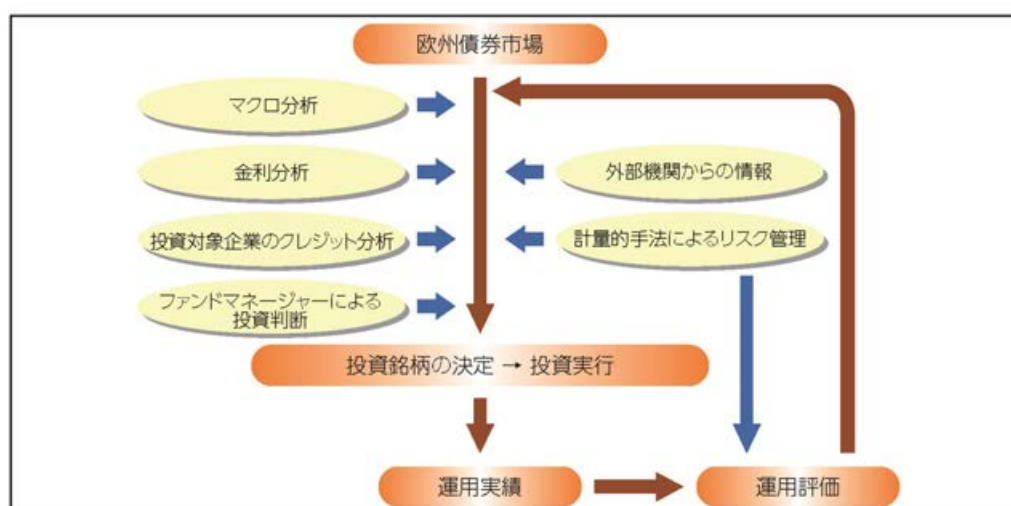 欧州債券市場
マクロ分析
金利分析
外部機関からの情報
投資対象企業のクレジット分析
計量的手法によるリスク管理
ファンドマネージャーによる
投資判断
投資銘柄の決定 → 投資実行
運用実績
運用評価